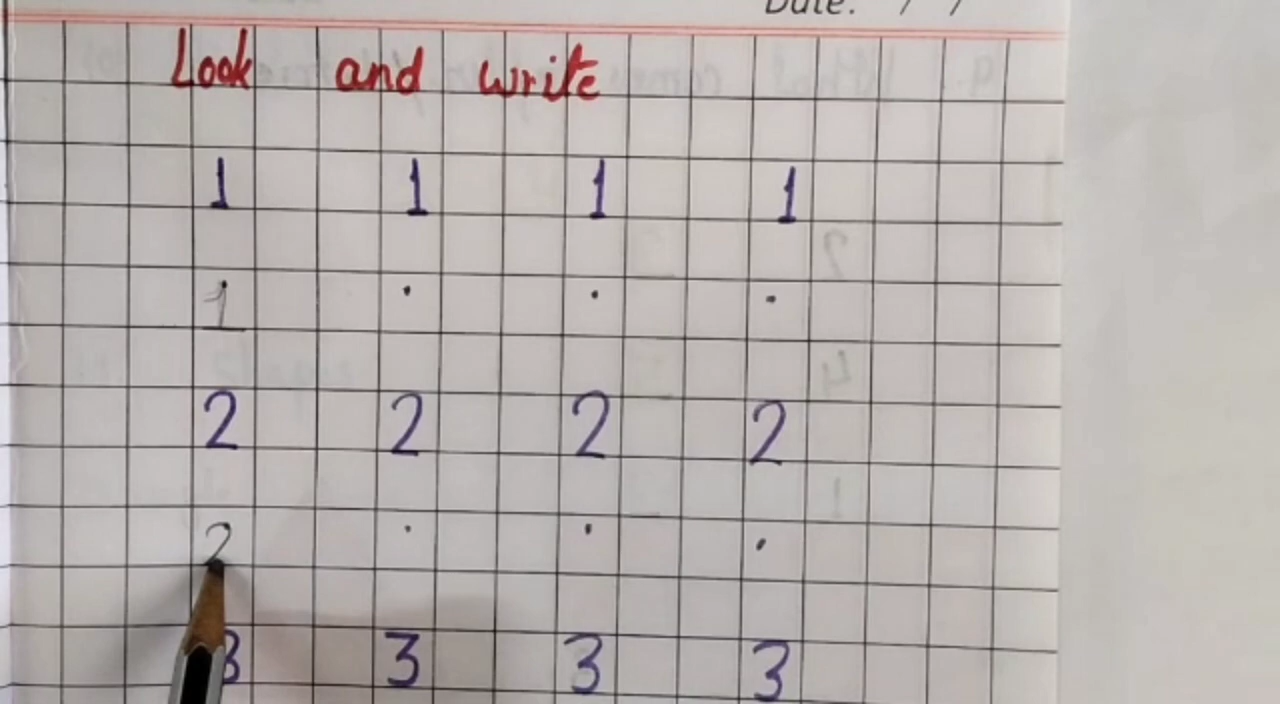 Date: / /
Look and write
1 1 1 1
1 . . .
2 2 2 2
2 . . .
3 3 3 3